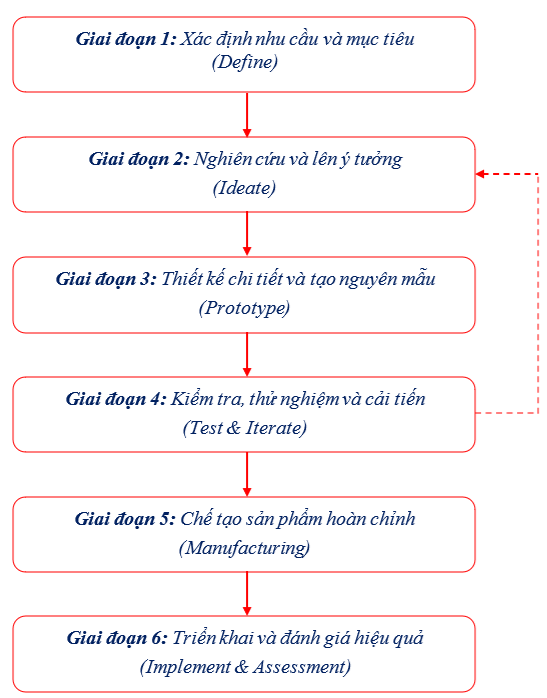 Giai đoạn 1: Xác định nhu cầu và mục tiêu
(Define)
Giai đoạn 2: Nghiên cứu và lên ý tưởng
(Ideate)
Giai đoạn 3: Thiết kế chi tiết và tạo nguyên mẫu
(Prototype)
Giai đoạn 4: Kiểm tra, thử nghiệm và cải tiến
(Test & Iterate)
Giai đoạn 5: Chế tạo sản phẩm hoàn chỉnh
(Manufacturing)
Giai đoạn 6: Triển khai và đánh giá hiệu quả
(Implement & Assessment)